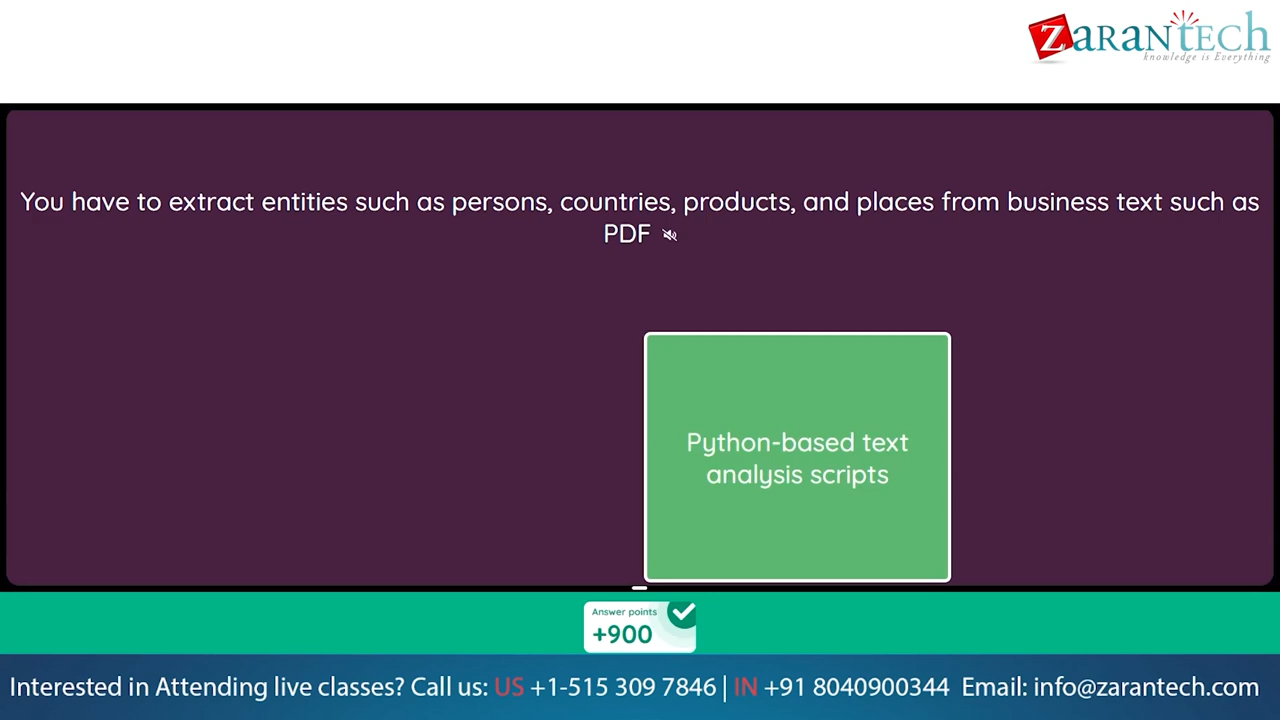 ZARANTECH
knowledge is Everything
You have to extract entities such as persons, countries, products, and places from business text such as
PDF
Python-based text
analysis scripts
Answer points
+900
Interested in Attending live classes? Call us: US +1-515 309 7846 | IN +91 8040900344 Email: info@zarantech.com